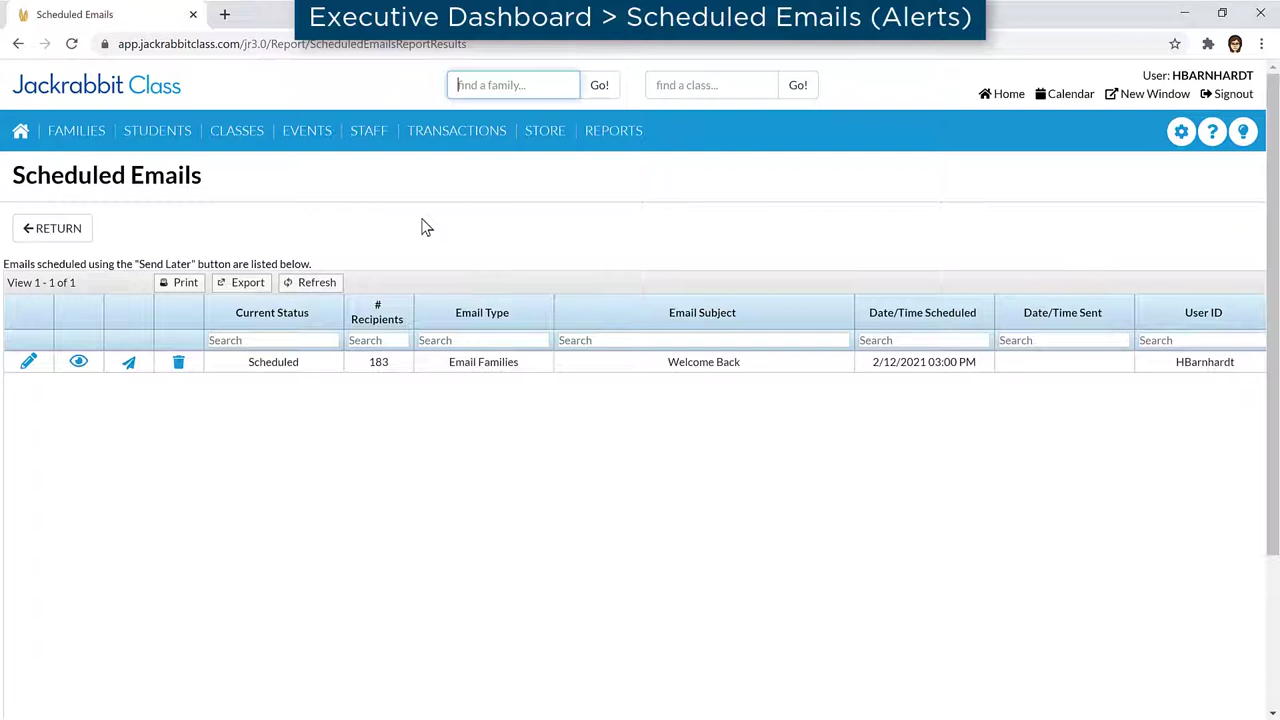 Scheduled Emails
Executive Dashboard > Scheduled Emails (Alerts)
app.jackrabbitclass.com/jr3.0/Report/ScheduledEmailsReportResults
Jackrabbit Class
find a family...
Go!
find a class...
Go!
User: HBARNHARDT
Home
Calendar
New Window
Signout
FAMILIES
STUDENTS
CLASSES
EVENTS
STAFF
TRANSACTIONS
STORE
REPORTS
Scheduled Emails
RETURN
Emails scheduled using the "Send Later" button are listed below.
View 1 - 1 of 1
Print
Export
Refresh
Current Status
#
Recipients
Email Type
Email Subject
Date/Time Scheduled
Date/Time Sent
User ID
Search
Search
Search
Search
Search
Search
Search
Scheduled
183
Email Families
Welcome Back
2/12/2021 03:00 PM
HBarnhardt